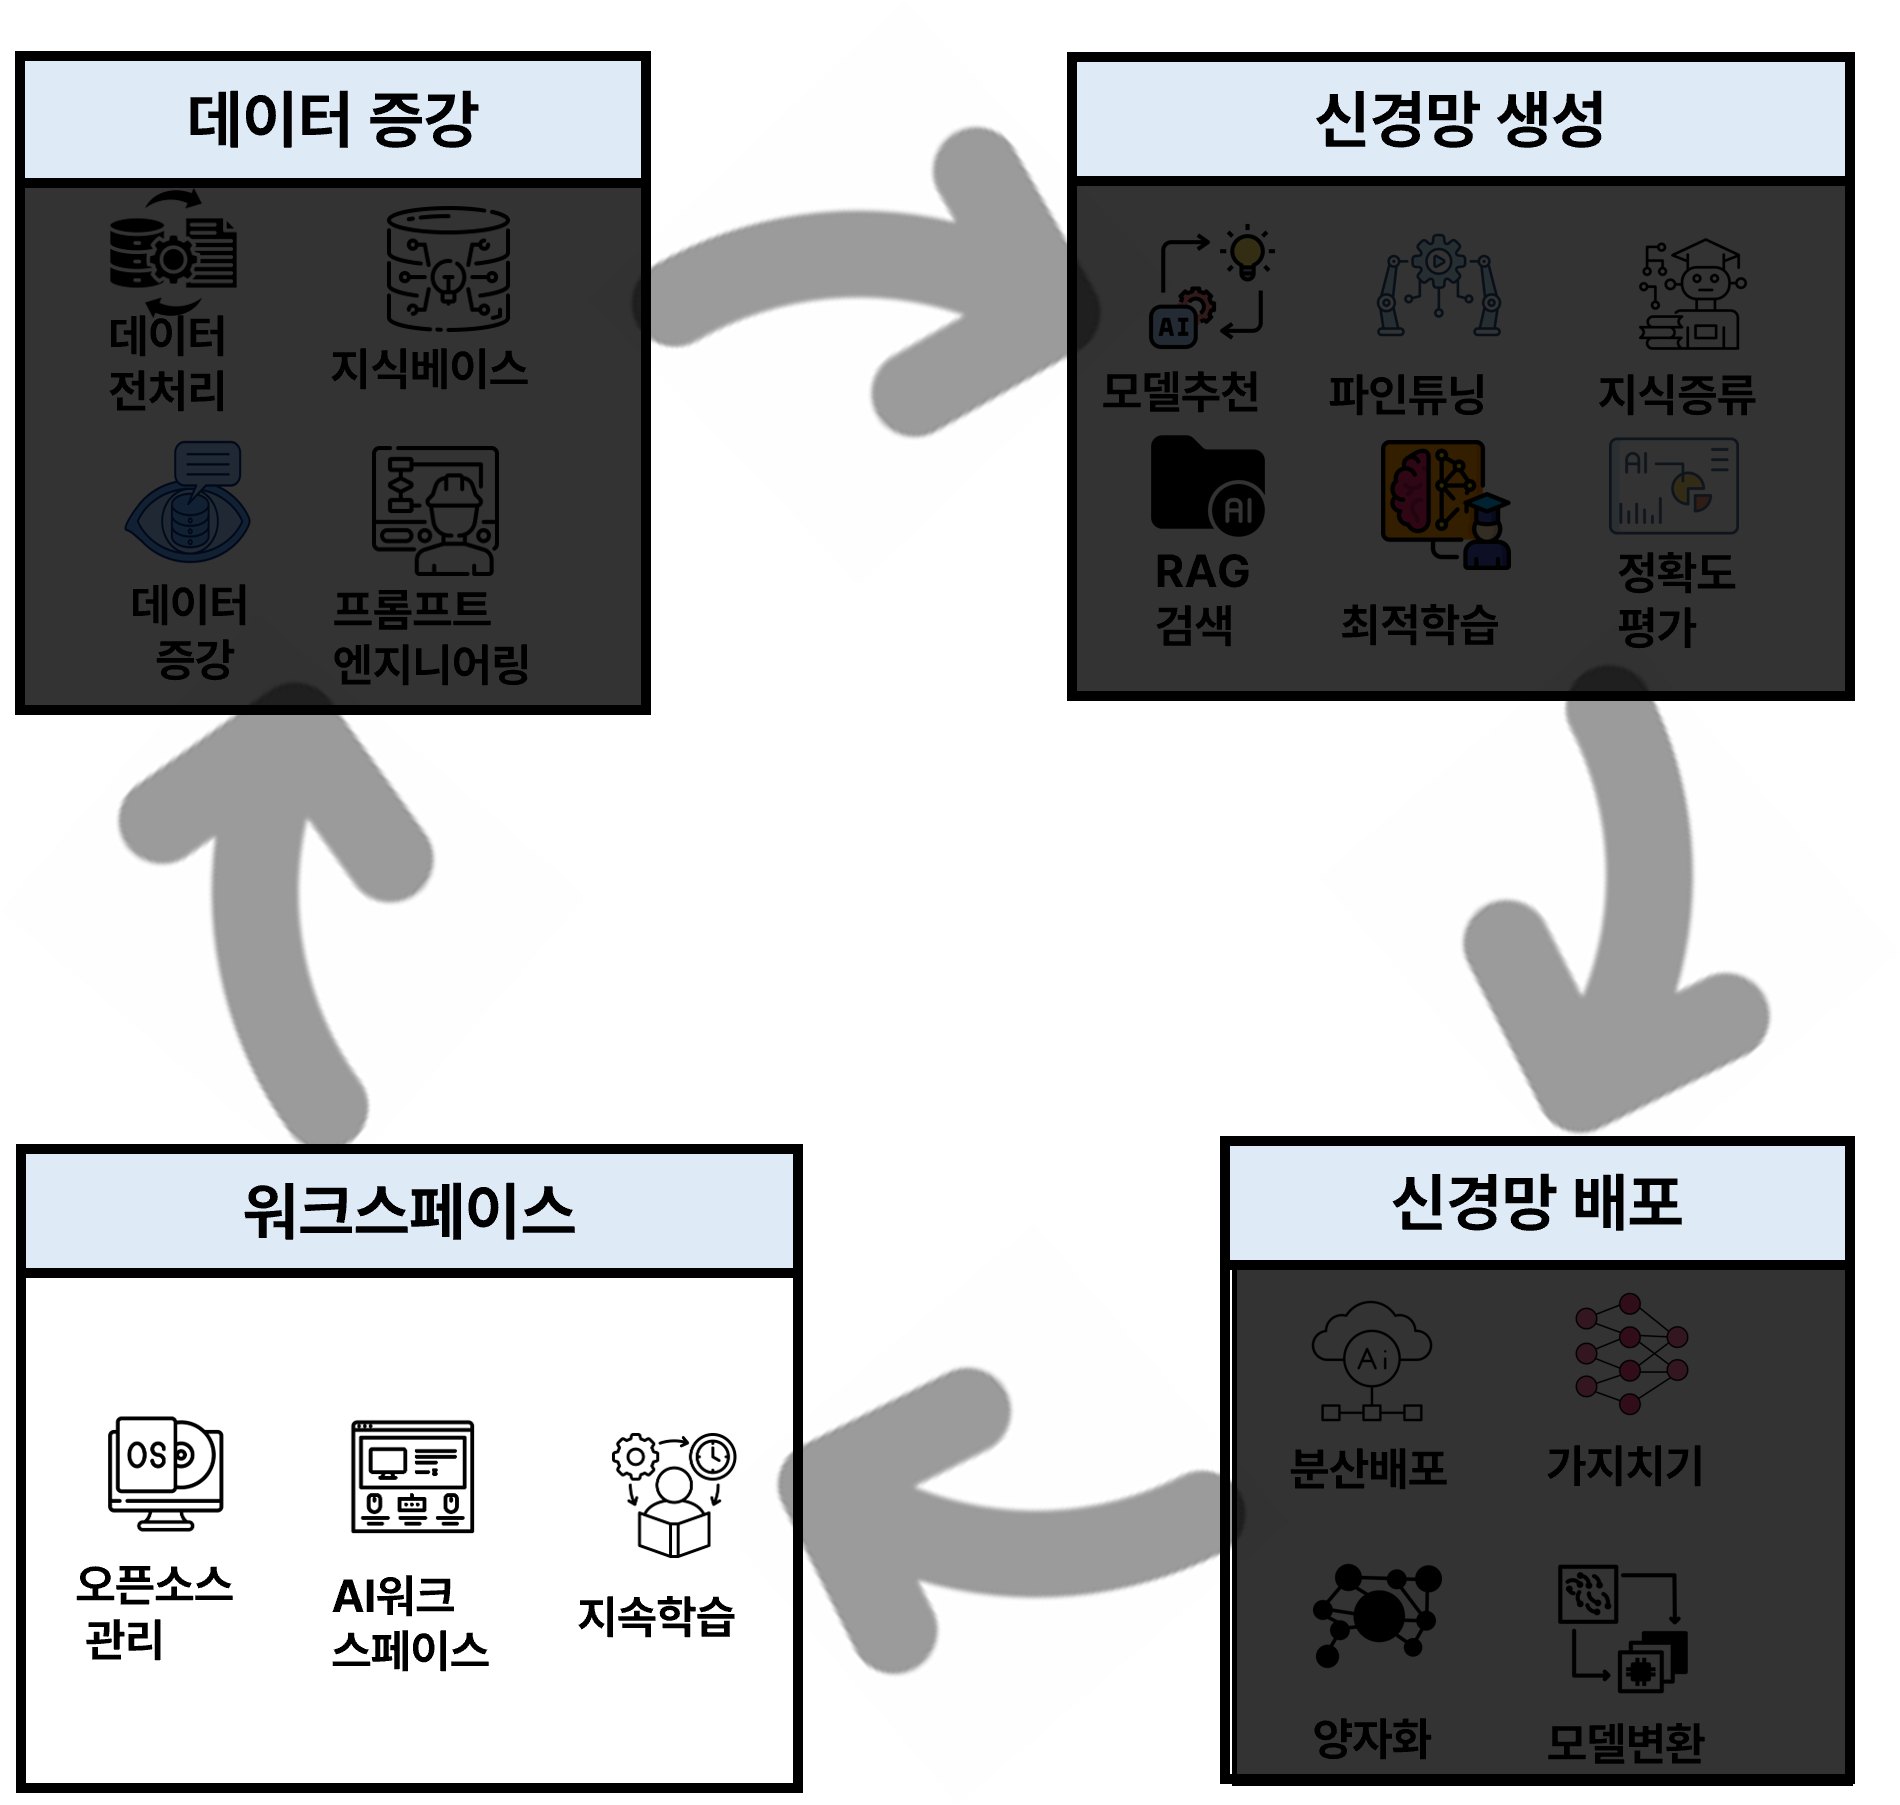 데이터 증강
데이터
전처리
지식베이스
데이터
증강
프롬프트
엔지니어링
신경망 생성
AI
모델추천
파인튜닝
지식증류
AI
RAG
검색
최적학습
AI
정확도
평가
워크스페이스
OS
오픈소스
관리
AI워크
스페이스
지속학습
신경망 배포
Ai
분산배포
가지치기
양자화
모델변환